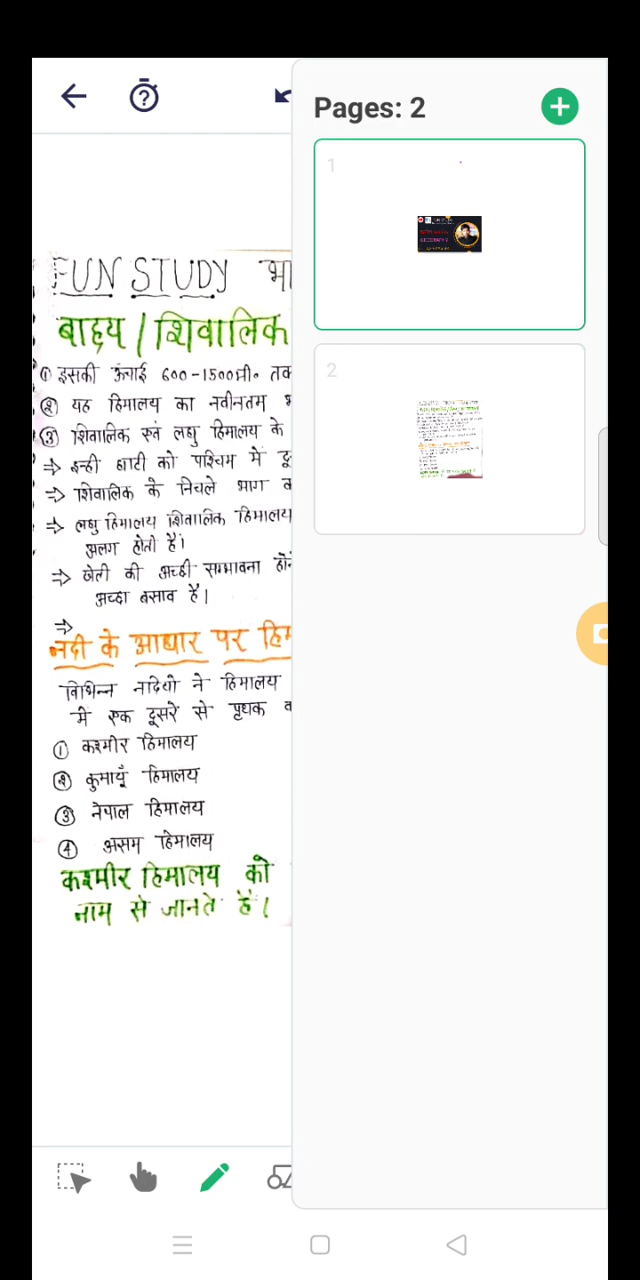 Pages: 2
1
2
FUN STUDY भा
बाहय / शिवालिक
① इसकी ऊंचाई 600-1500मी० तक
② यह हिमालय का नवीनतम
③ शिवालिक एवं लघु हिमालय के
⇒ इन्ही घाटी को पश्चिम में दू
⇒ शिवालिक के निचले भाग
⇒ लघु हिमालय शिवालिक हिमालय
अलग होती है।
⇒ खेती की अच्छी सम्भावना होने
अच्छा बसाव है।
⇒
नदी के आधार पर हिम
विभिन्न नदियो ने हिमालय
में एक दूसरे से पृथक
① कश्मीर हिमालय
② कुमायूँ हिमालय
③ नेपाल हिमालय
④ असम हिमालय
कश्मीर हिमालय को
नाम से जानते है।